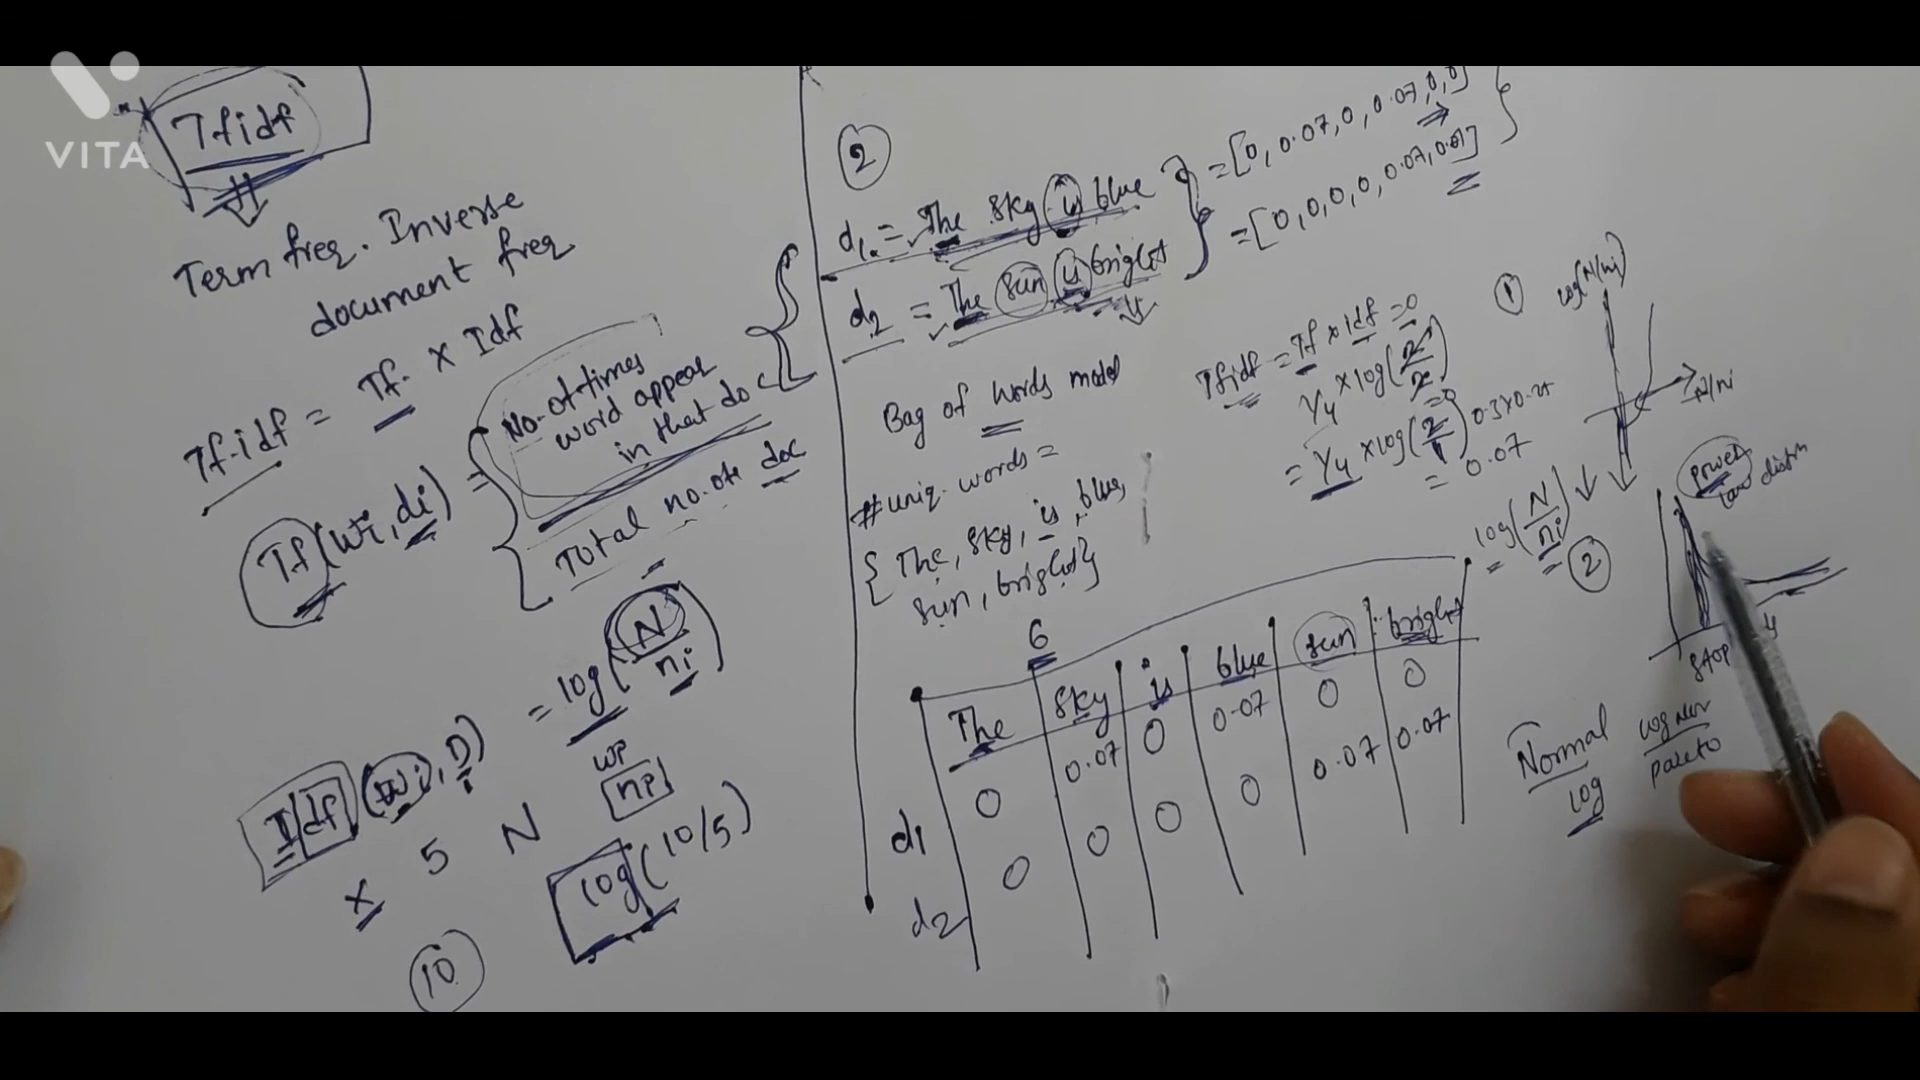 VITA
Tfidf
Term freq. Inverse
document freq
Tf-idf = Tf. x Idf
Tf(wi, di) =
No. of times
word appear
in that do
Total no. of doc
Idf(wi, D) = log(N/ni)
wp
x 5 N ni
10
log(10/5)
2
d1 = The sky is blue = [0, 0.07, 0, 0.07, 0, 0]
d2 = The sun is bright = [0, 0, 0, 0, 0.07, 0.07]
Bag of words model
#uniq. words =
{The, sky, is, blue,
sun, bright}
6
The sky is blue sun bright
d1 0 0.07 0 0.07 0 0
d2 0 0 0 0 0.07 0.07
Tfidf = Tf x Idf = 0
1/4 x log(2/2)
=0
= 1/4 x log(2/1) 0.3x0.25
= 0.07
1
log(N/ni)
N/ni
log(N/ni)
2
power
law distn
stop
Normal
log
log nor
pareto